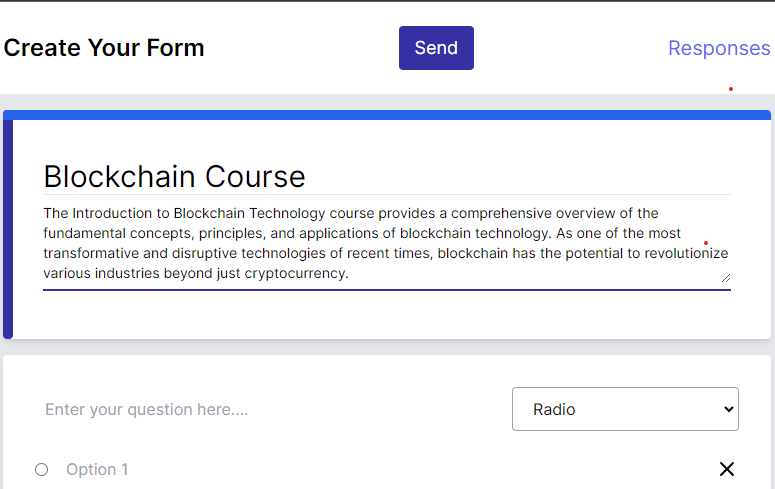 Create Your Form
Send
Responses
Blockchain Course
The Introduction to Blockchain Technology course provides a comprehensive overview of the
fundamental concepts, principles, and applications of blockchain technology. As one of the most
transformative and disruptive technologies of recent times, blockchain has the potential to revolutionize
various industries beyond just cryptocurrency.
Enter your question here....
Radio
Option 1